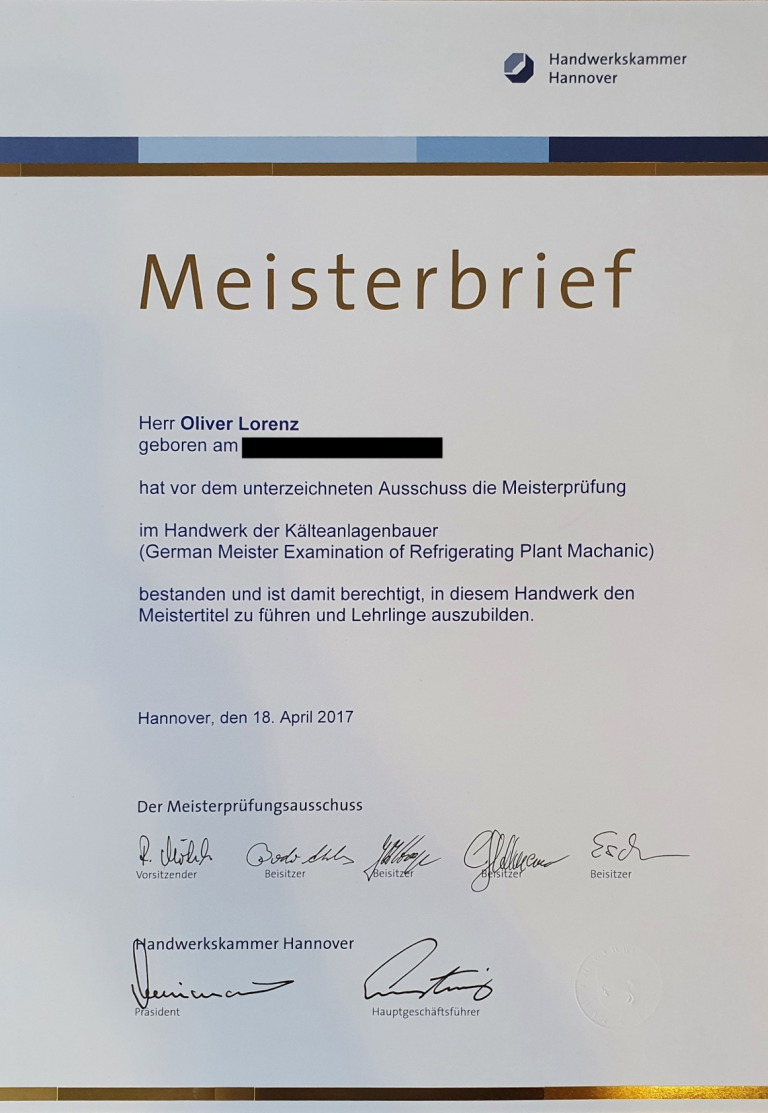 Handwerkskammer
Hannover
Meisterbrief
Herr Oliver Lorenz
geboren am
hat vor dem unterzeichneten Ausschuss die Meisterprüfung
im Handwerk der Kälteanlagenbauer
(German Meister Examination of Refrigerating Plant Machanic)
bestanden und ist damit berechtigt, in diesem Handwerk den
Meistertitel zu führen und Lehrlinge auszubilden.
Hannover, den 18. April 2017
Der Meisterprüfungsausschuss
Vorsitzender Beisitzer Beisitzer Beisitzer Beisitzer
Handwerkskammer Hannover
Präsident Hauptgeschäftsführer